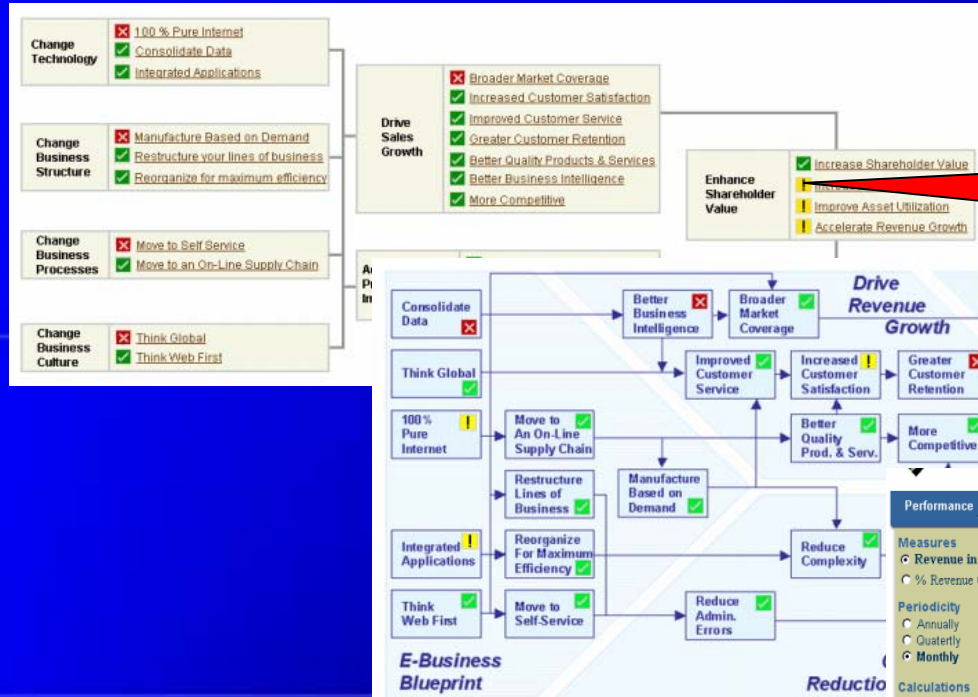 Change
Technology
100 % Pure Internet
Consolidate Data
Integrated Applications
Change
Business
Structure
Manufacture Based on Demand
Restructure your lines of business
Reorganize for maximum efficiency
Change
Business
Processes
Move to Self Service
Move to an On-Line Supply Chain
Change
Business
Culture
Think Global
Think Web First
Drive
Sales
Growth
Broader Market Coverage
Increased Customer Satisfaction
Improved Customer Service
Greater Customer Retention
Better Quality Products & Services
Better Business Intelligence
More Competitive
Enhance
Shareholder
Value
Increase Shareholder Value
Improve Asset Utilization
Accelerate Revenue Growth
Drive
Revenue
Growth
Consolidate
Data
Better
Business
Intelligence
Broader
Market
Coverage
Think Global
Improved
Customer
Service
Increased
Customer
Satisfaction
Greater
Customer
Retention
100%
Pure
Internet
Move to
An On-Line
Supply Chain
Better
Quality
Prod. & Serv.
More
Competitive
Restructure
Lines of
Business
Manufacture
Based on
Demand
Integrated
Applications
Reorganize
For Maximum
Efficiency
Reduce
Complexity
Think
Web First
Move to
Self-Service
Reduce
Admin.
Errors
E-Business
Blueprint
Reductio
Performance
Measures
Revenue in
% Revenue
Periodicity
Annually
Quaterlly
Monthly
Calculations